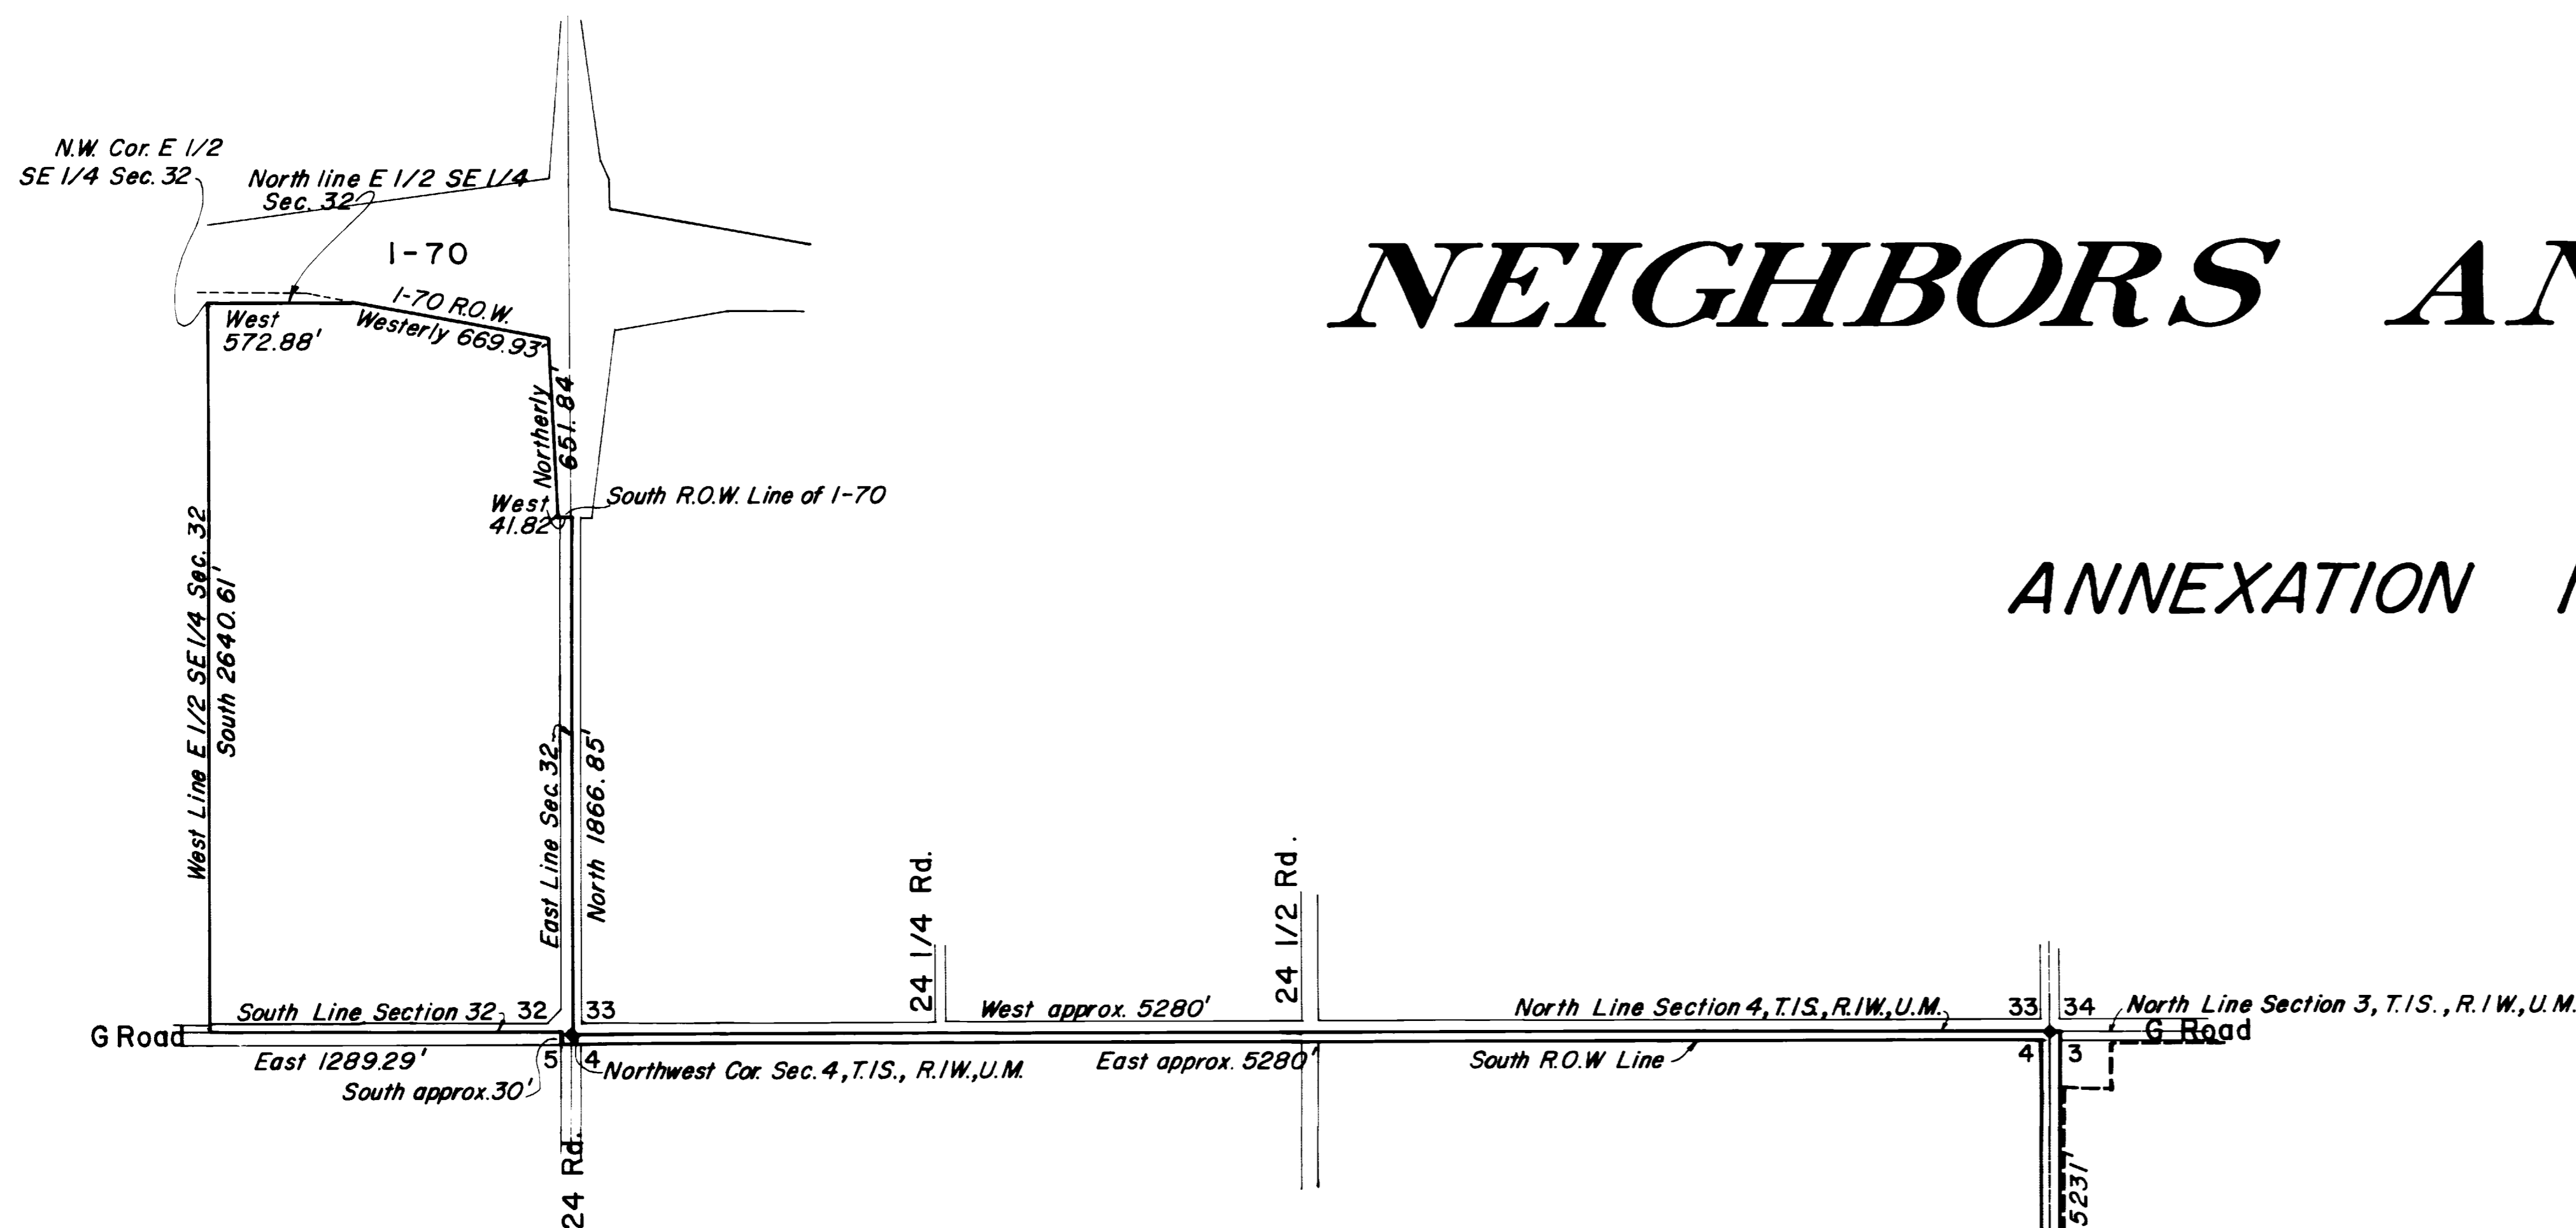 N.W. Cor. E 1/2
SE 1/4 Sec. 32
North line E 1/2 SE 1/4
Sec. 32
I-70
I-70 R.O.W.
West
572.88'
Westerly 669.93'
NEIGHBORS AN
Northerly
651.84'
West
41.82'
South R.O.W. Line of I-70
ANNEXATION
West Line E 1/2 SE 1/4 Sec. 32
South 2640.61'
East Line Sec. 32
North 1866.85'
24 1/4 Rd.
24 1/2 Rd.
South Line Section 32
32
33
West approx. 5280'
North Line Section 4, T.1S., R.1W., U.M.
33
34
North Line Section 3, T.1S., R.1W., U.M.
G Road
G Road
East 1289.29'
5
4
Northwest Cor. Sec. 4, T.1S., R.1W., U.M.
East approx. 5280'
South R.O.W Line
4
3
South approx. 30'
24 Rd.
5231'